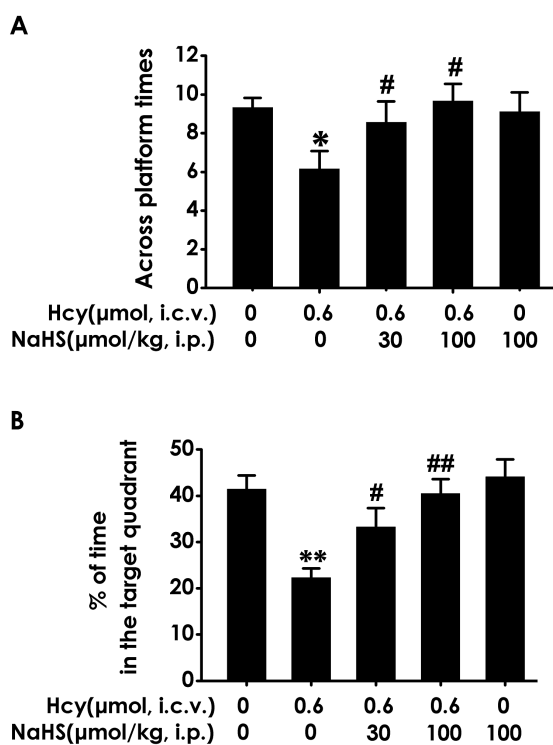 A
Across platform times
12
10
8
6
4
2
0
*
#
#
Hcy(μmol, i.c.v.) 0 0.6 0.6 0.6 0
NaHS(μmol/kg, i.p.) 0 0 30 100 100
B
% of time
in the target quadrant
50
40
30
20
10
0
**
#
##
Hcy(μmol, i.c.v.) 0 0.6 0.6 0.6 0
NaHS(μmol/kg, i.p.) 0 0 30 100 100